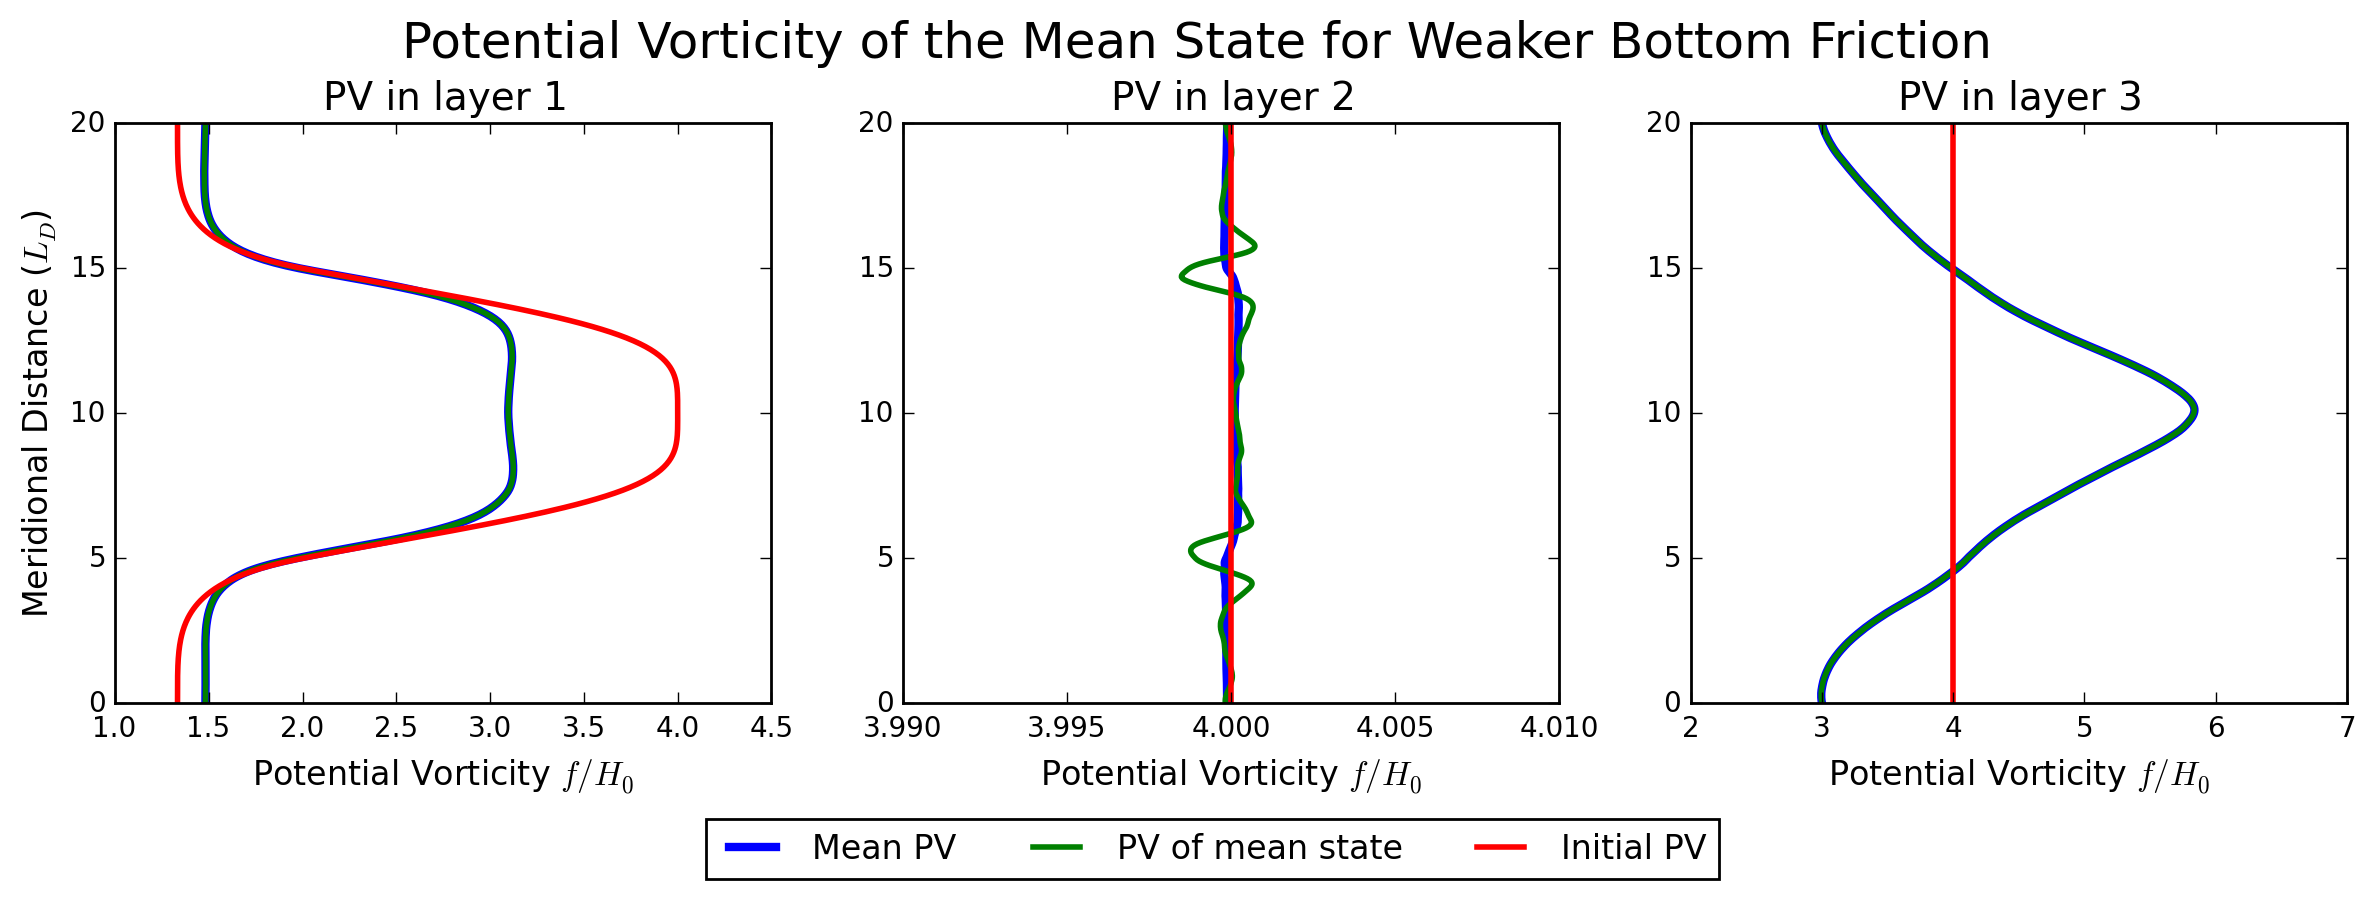 Potential Vorticity of the Mean State for Weaker Bottom Friction
PV in layer 1
PV in layer 2
PV in layer 3
Meridional Distance (L_D)
20
15
10
5
0
1.0 1.5 2.0 2.5 3.0 3.5 4.0 4.5
Potential Vorticity f/H_0
20
15
10
5
0
3.990 3.995 4.000 4.005 4.010
Potential Vorticity f/H_0
20
15
10
5
0
2 3 4 5 6 7
Potential Vorticity f/H_0
Mean PV PV of mean state Initial PV